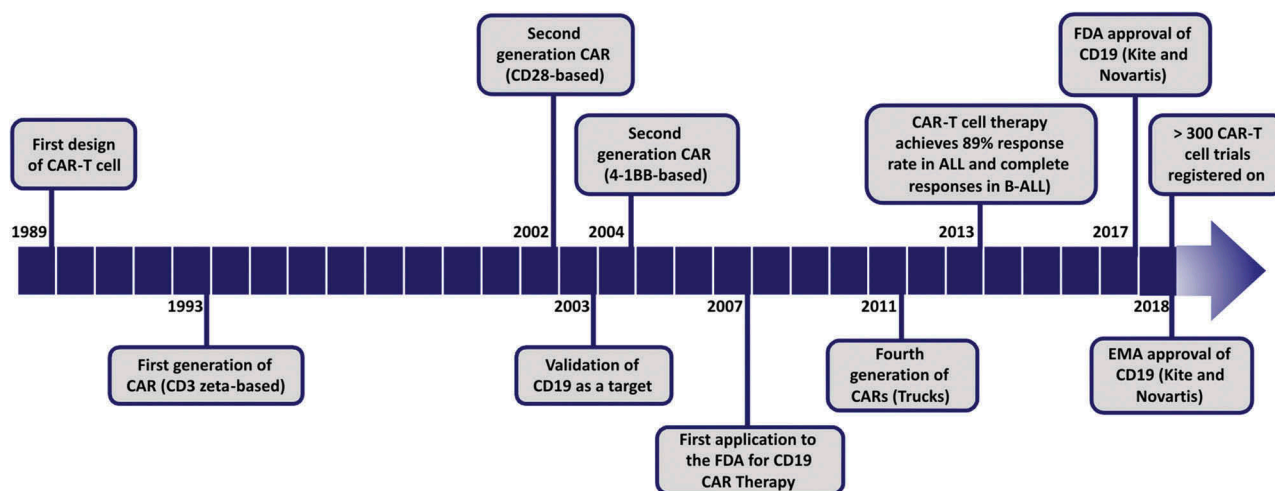 First design
of CAR-T cell
1989
First generation of
CAR (CD3 zeta-based)
1993
Second
generation CAR
(CD28-based)
2002
Validation of
CD19 as a target
2003
Second
generation CAR
(4-1BB-based)
2004
First application to
the FDA for CD19
CAR Therapy
2007
Fourth
generation of
CARs (Trucks)
2011
CAR-T cell therapy
achieves 89% response
rate in ALL and complete
responses in B-ALL)
2013
FDA approval of
CD19 (Kite and
Novartis)
2017
> 300 CAR-T
cell trials
registered on
2018
EMA approval of
CD19 (Kite and
Novartis)